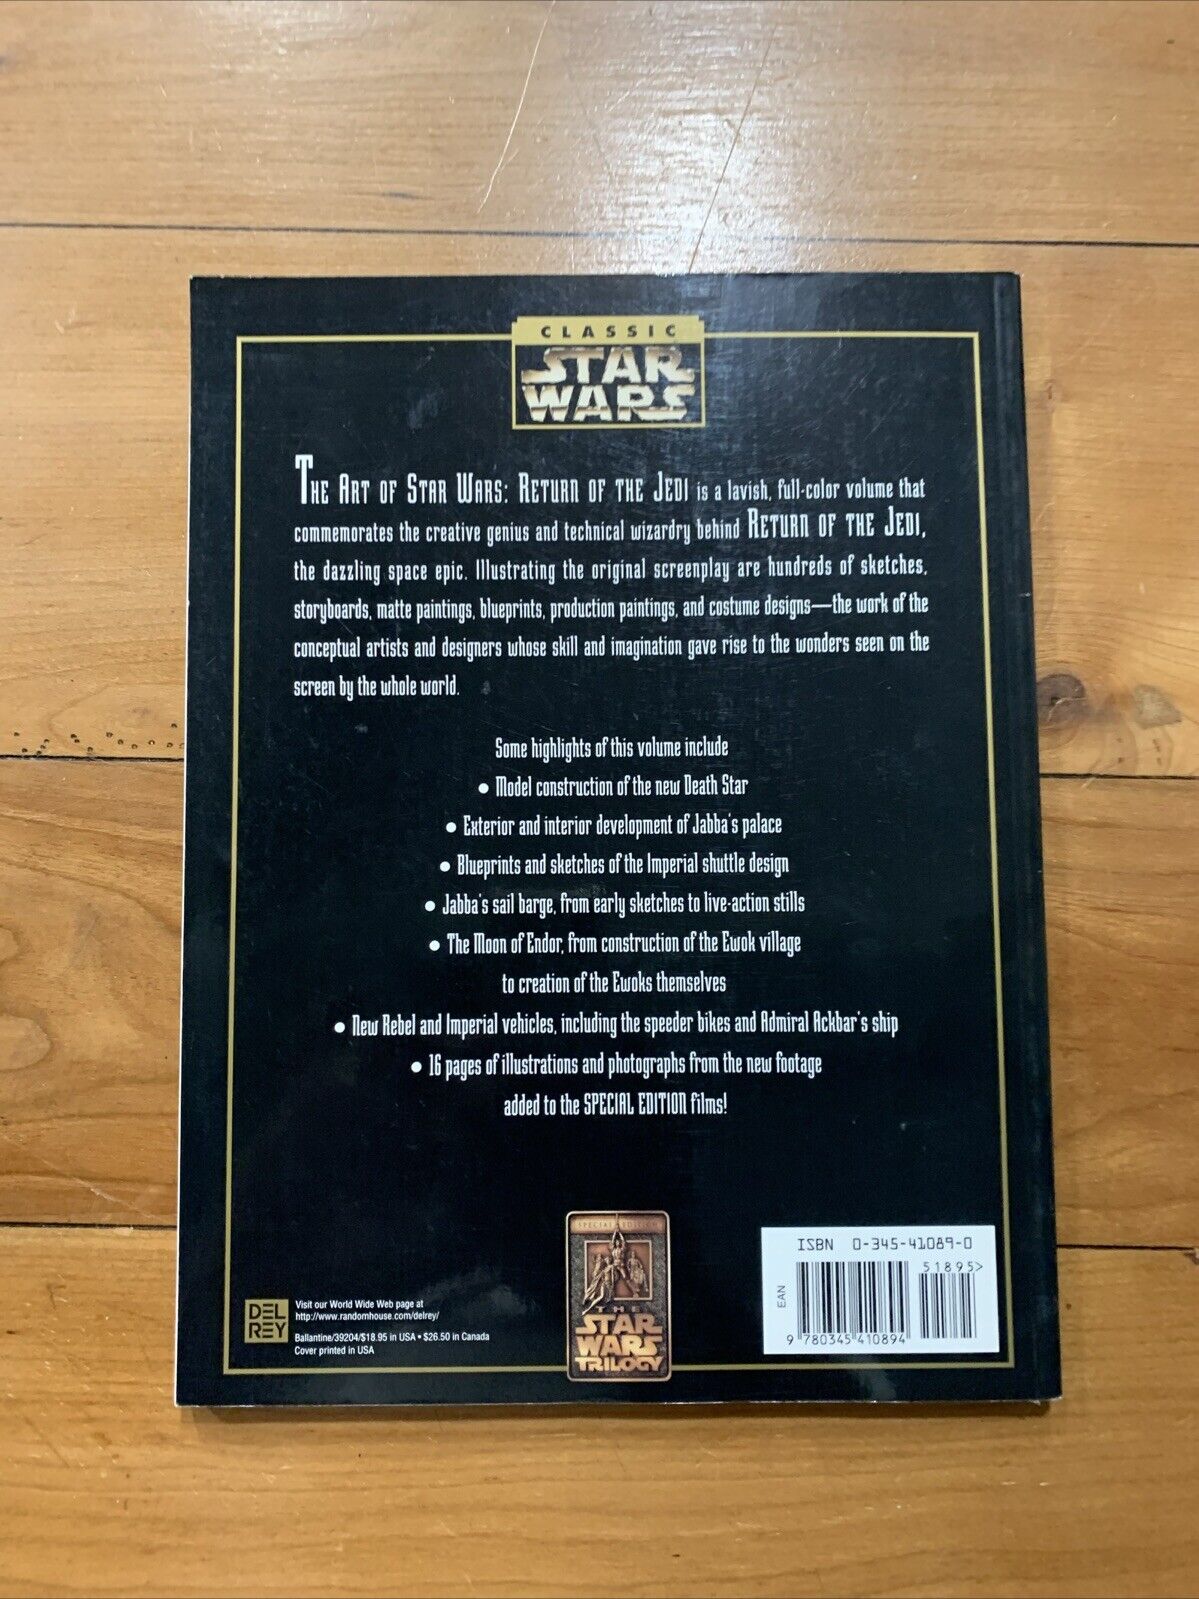 CLASSIC
STAR
WARS
THE ART OF STAR WARS: RETURN OF THE JEDI is a lavish, full-color volume that
commemorates the creative genius and technical wizardry behind RETURN OF THE JEDI,
the dazzling space epic. Illustrating the original screenplay are hundreds of sketches,
storyboards, matte paintings, blueprints, production paintings, and costume designs—the work of the
conceptual artists and designers whose skill and imagination gave rise to the wonders seen on the
screen by the whole world.
Some highlights of this volume include
• Model construction of the new Death Star
• Exterior and interior development of Jabba's palace
• Blueprints and sketches of the Imperial shuttle design
• Jabba's sail barge, from early sketches to live-action stills
• The Moon of Endor, from construction of the Ewok village
to creation of the Ewoks themselves
• New Rebel and Imperial vehicles, including the speeder bikes and Admiral Ackbar's ship
• 16 pages of illustrations and photographs from the new footage
added to the SPECIAL EDITION films!
DEL
REY
Visit our World Wide Web page at
http://www.randomhouse.com/delrey/
Ballantine/39204/$18.95 in USA • $26.50 in Canada
Cover printed in USA
SPECIAL EDITION
THE
STAR
WARS
TRILOGY
ISBN 0-345-41089-0
51895>
EAN
9 780345 410894